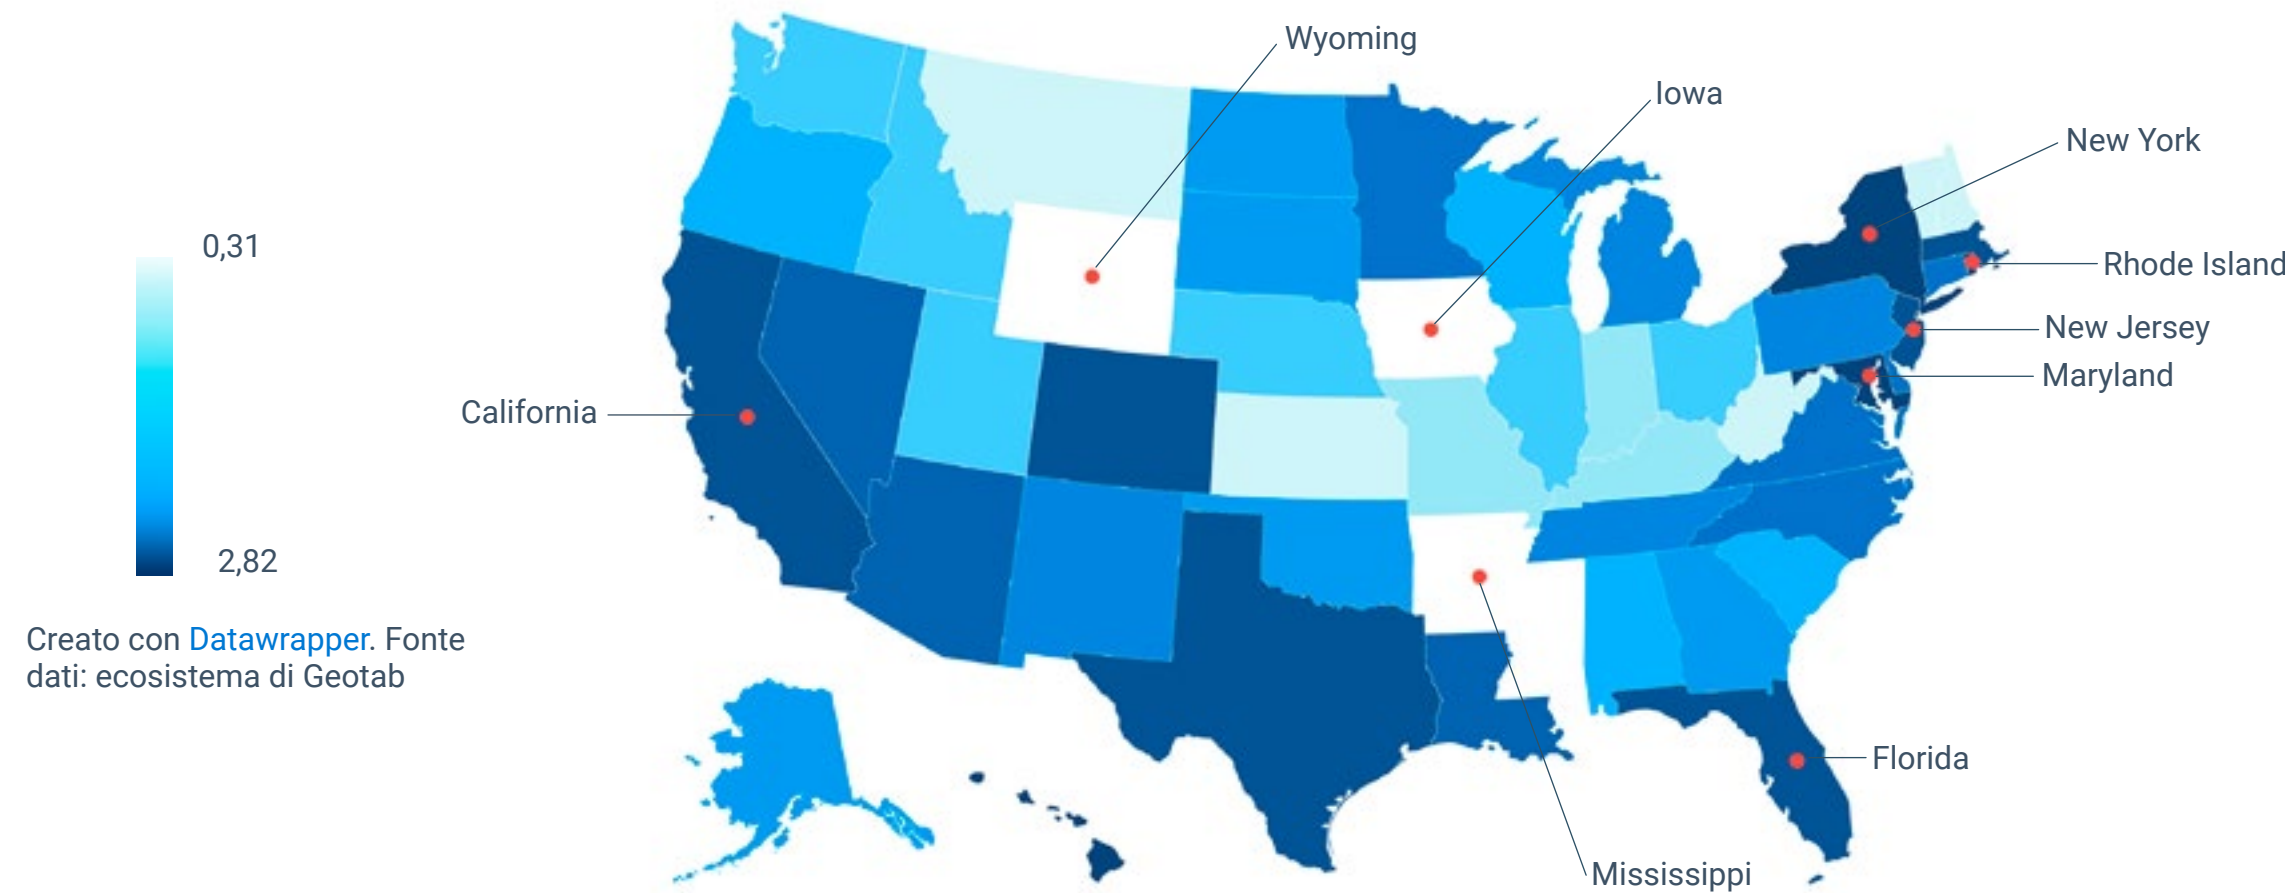 Wyoming
Iowa
New York
0,31
Rhode Island
New Jersey
Maryland
California
2,82
Creato con Datawrapper. Fonte
dati: ecosistema di Geotab
Florida
Mississippi